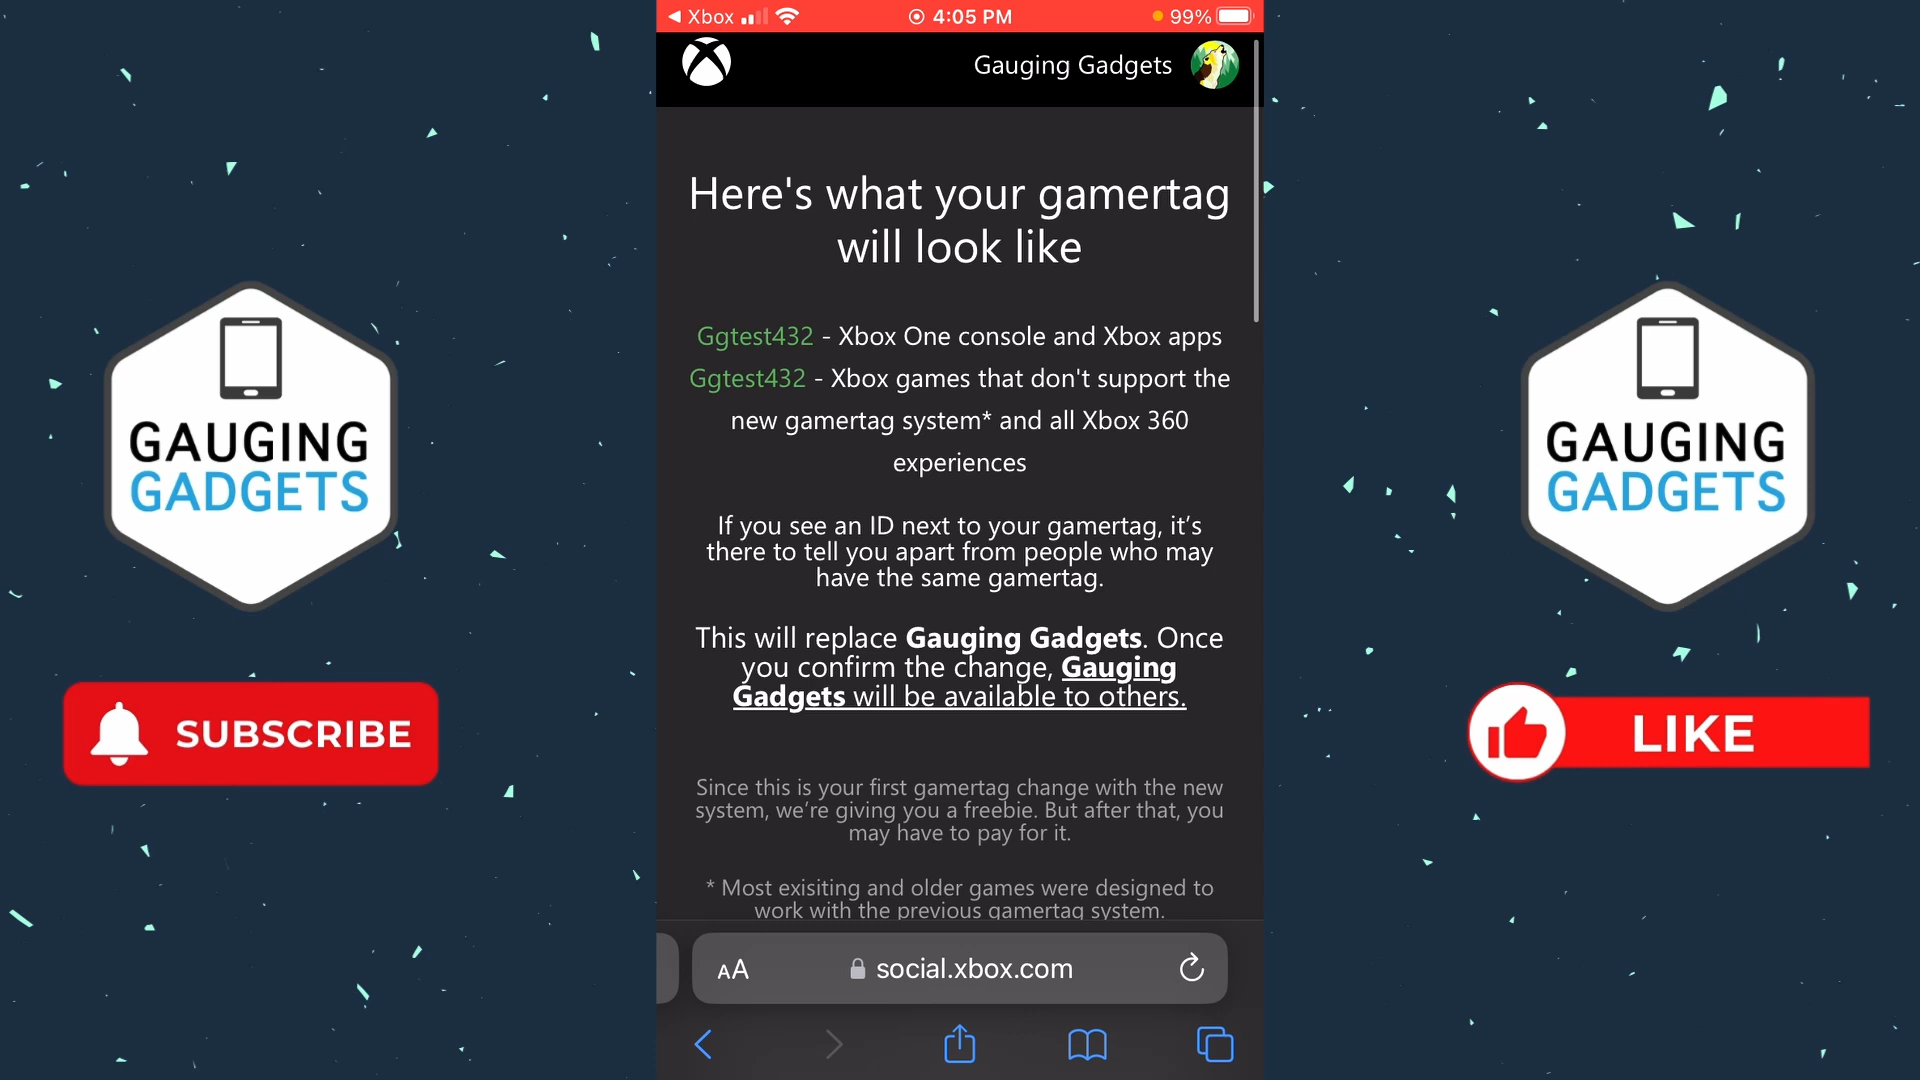 Xbox
4:05 PM
99%
Gauging Gadgets
Here's what your gamertag
will look like
Ggtest432 - Xbox One console and Xbox apps
Ggtest432 - Xbox games that don't support the
new gamertag system* and all Xbox 360
experiences
If you see an ID next to your gamertag, it’s
there to tell you apart from people who may
have the same gamertag.
This will replace Gauging Gadgets. Once
you confirm the change, Gauging
Gadgets will be available to others.
Since this is your first gamertag change with the new
system, we’re giving you a freebie. But after that, you
may have to pay for it.
* Most exisiting and older games were designed to
work with the previous gamertag system.
AA
social.xbox.com
GAUGING
GADGETS
SUBSCRIBE
GAUGING
GADGETS
LIKE